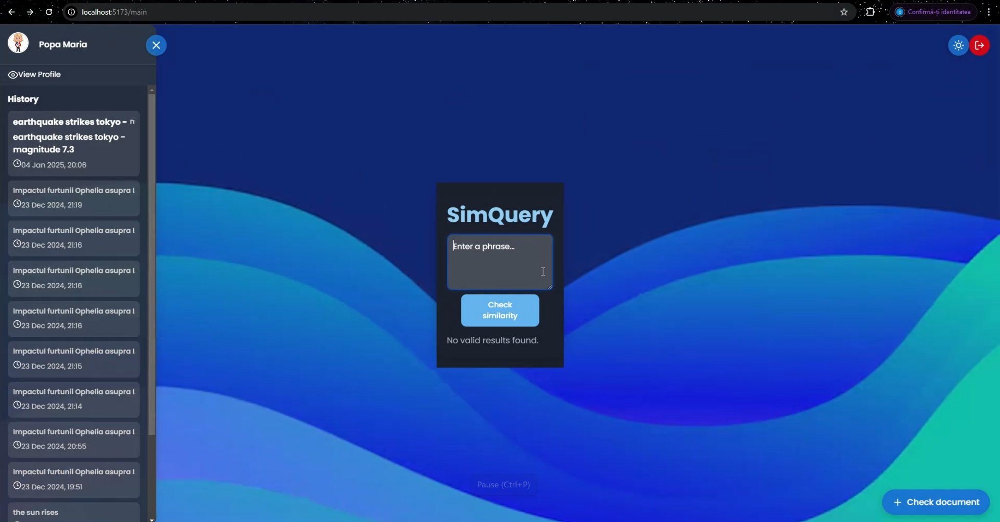 localhost:5173/main
Confirmă-ți identitatea
Popa Maria
View Profile
History
earthquake strikes tokyo -
earthquake strikes tokyo -
magnitude 7.3
04 Jan 2025, 20:06
Impactul furtunii Ophelia asupra
23 Dec 2024, 21:19
Impactul furtunii Ophelia asupra
23 Dec 2024, 21:16
Impactul furtunii Ophelia asupra
23 Dec 2024, 21:16
Impactul furtunii Ophelia asupra
23 Dec 2024, 21:16
Impactul furtunii Ophelia asupra
23 Dec 2024, 21:15
Impactul furtunii Ophelia asupra
23 Dec 2024, 21:14
Impactul furtunii Ophelia asupra
23 Dec 2024, 20:55
Impactul furtunii Ophelia asupra
23 Dec 2024, 19:51
the sun rises
SimQuery
Enter a phrase...
Check
similarity
No valid results found.
Pause (Ctrl+P)
+ Check document